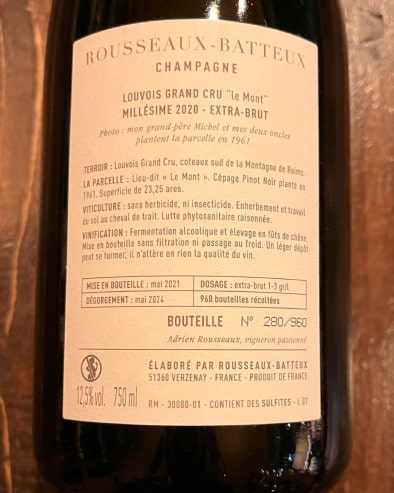 ROUSSEAUX-BATTEUX
CHAMPAGNE
LOUVOIS GRAND CRU "le Mont"
MILLÉSIME 2020 - EXTRA-BRUT
Photo : mon grand-père Michel et mes deux oncles
plantent la parcelle en 1961.
TERROIR : Louvois Grand Cru, coteaux sud de la Montagne de Reims.
LA PARCELLE : Lieu-dit « Le Mont ». Cépage Pinot Noir planté en
1961. Superficie de 23,25 ares.
VITICULTURE : sans herbicide, ni insecticide. Enherbement et travail
du sol au cheval de trait. Lutte phytosanitaire raisonnée.
VINIFICATION : Fermentation alcoolique et élevage en fûts de chêne.
Mise en bouteille sans filtration ni passage au froid. Un léger dépôt
peut se former, il n'altère en rien la qualité du vin.
MISE EN BOUTEILLE : mai 2021 DOSAGE : extra-brut 1-3 gr/l
DÉGORGEMENT : mai 2024 960 bouteilles récoltées
BOUTEILLE N° 280/960
Adrien Rousseaux, vigneron passionné
ÉLABORÉ PAR ROUSSEAUX-BATTEUX
51360 VERZENAY - FRANCE - PRODUIT DE FRANCE
12,5% vol. 750 ml RM - 30080-01 - CONTIENT DES SULFITES - L.07